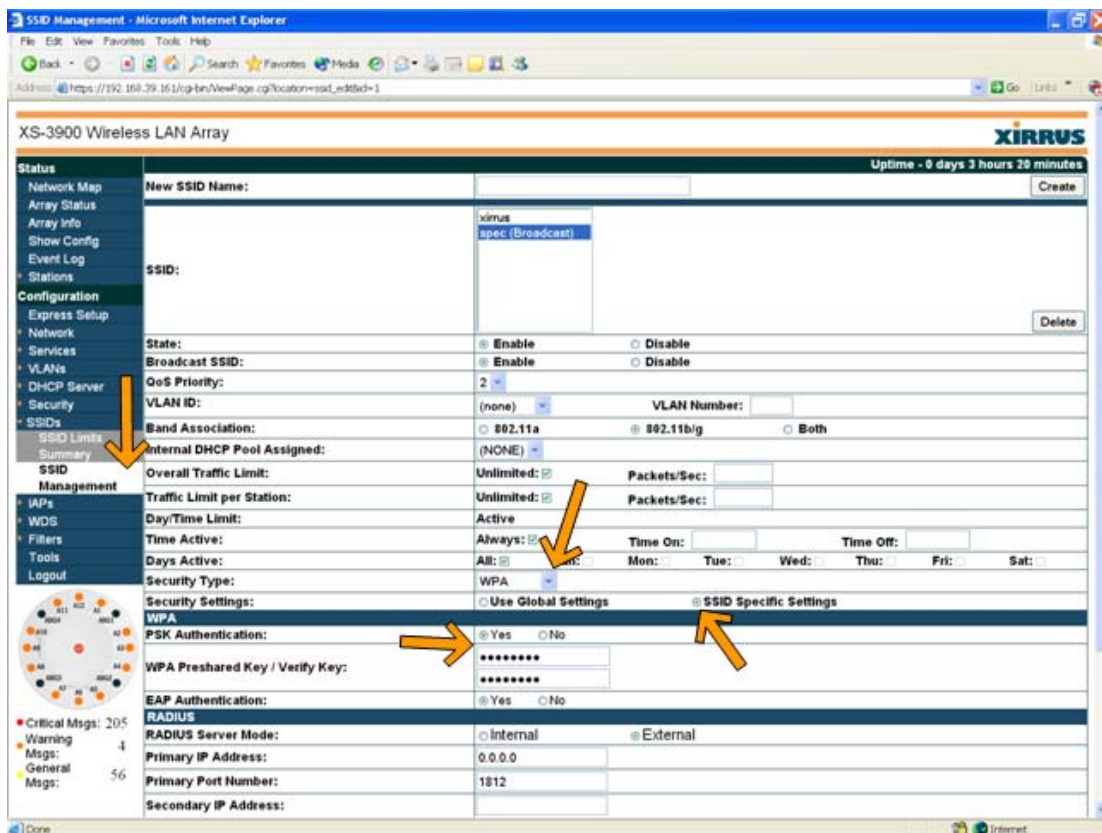 SSID Management - Microsoft Internet Explorer
File Edit View Favorites Tools Help
Back Search Favorites Media
Address https://192.168.39.161/cgi-bin/ViewPage.cgi?location=ssid_edit&id=1 Go Links
XS-3900 Wireless LAN Array
XIRRUS
Uptime - 0 days 3 hours 20 minutes
Status
Network Map
Array Status
Array Info
Show Config
Event Log
Stations
Configuration
Express Setup
Network
Services
VLANs
DHCP Server
Security
SSIDs
SSID Limits
Summary
SSID
Management
IAPs
WDS
Filters
Tools
Logout
Critical Msgs: 205
Warning
Msgs: 4
General
Msgs: 56
New SSID Name: Create
SSID:
xirrus
spec (Broadcast)
Delete
State: Enable Disable
Broadcast SSID: Enable Disable
QoS Priority: 2
VLAN ID: (none) VLAN Number:
Band Association: 802.11a 802.11b/g Both
Internal DHCP Pool Assigned: (NONE)
Overall Traffic Limit: Unlimited: Packets/Sec:
Traffic Limit per Station: Unlimited: Packets/Sec:
Day/Time Limit: Active
Time Active: Always: Time On: Time Off:
Days Active: All: Mon: Tue: Wed: Thu: Fri: Sat:
Security Type: WPA
Security Settings: Use Global Settings SSID Specific Settings
WPA
PSK Authentication: Yes No
WPA Preshared Key / Verify Key:
EAP Authentication: Yes No
RADIUS
RADIUS Server Mode: Internal External
Primary IP Address: 0.0.0.0
Primary Port Number: 1812
Secondary IP Address:
Done Internet